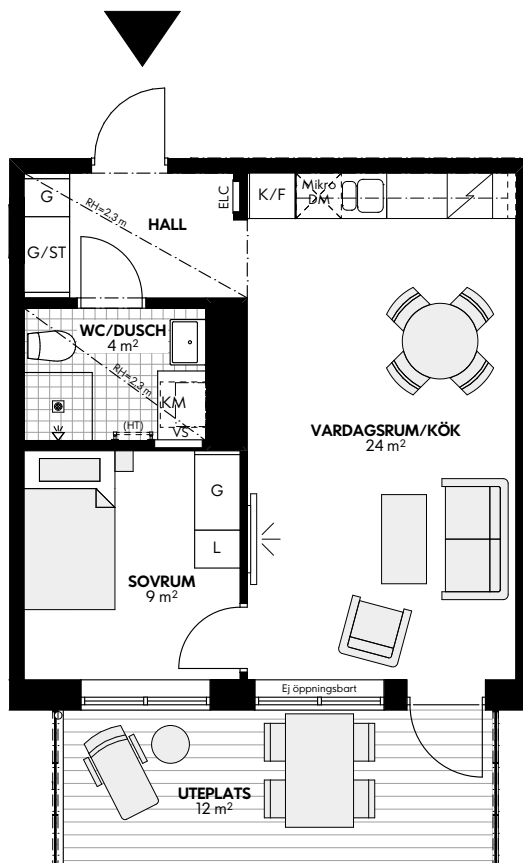 G
RH=2,3 m
HALL
ELC
K/F
Mikro
DM
G/ST
WC/DUSCH
4 m²
RH=2,3 m
KM
(HT)
VS
VARDAGSRUM/KÖK
24 m²
G
L
SOVRUM
9 m²
Ej öppningsbart
UTEPLATS
12 m²